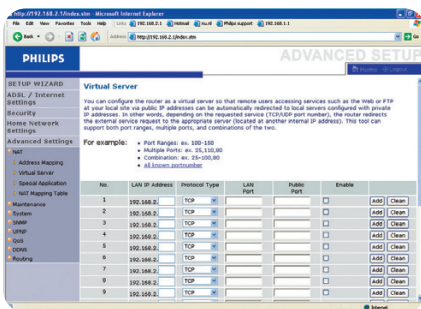 http://192.168.2.1/index.stm - Microsoft Internet Explorer
File Edit View Favorites Tools Help Links Hotmail Philips support 192.168.1.1
Back Address http://192.168.2.1/index.stm Go
ADVANCED SETUP
PHILIPS
Home Logout
SETUP WIZARD
ADSL / Internet Settings
Security
Home Network Settings
Advanced Settings
NAT
Address Mapping
Virtual Server
Special Application
NAT Mapping Table
Maintenance
System
SNMP
UPNP
QoS
DDNS
Routing
Virtual Server
You can configure the router as a virtual server so that remote users accessing services such as the Web or FTP
at your local site via public IP addresses can be automatically redirected to local servers configured with private
IP addresses. In other words, depending on the requested service (TCP/UDP port number), the router redirects
the external service request to the appropriate server (located at another internal IP address). This tool can
support both port ranges, multiple ports, and combinations of the two.
For example:
• Port Ranges: ex. 100-150
• Multiple Ports: ex. 25,110,80
• Combination: ex. 25-100,80
• All known portnumber
No. LAN IP Address Protocol Type LAN Port Public Port Enable
1 192.168.2. TCP Add Clean
2 192.168.2. TCP Add Clean
3 192.168.2. TCP Add Clean
4 192.168.2. TCP Add Clean
5 192.168.2. TCP Add Clean
6 192.168.2. TCP Add Clean
7 192.168.2. TCP Add Clean
8 192.168.2. TCP Add Clean
9 192.168.2. TCP Add Clean
Internet